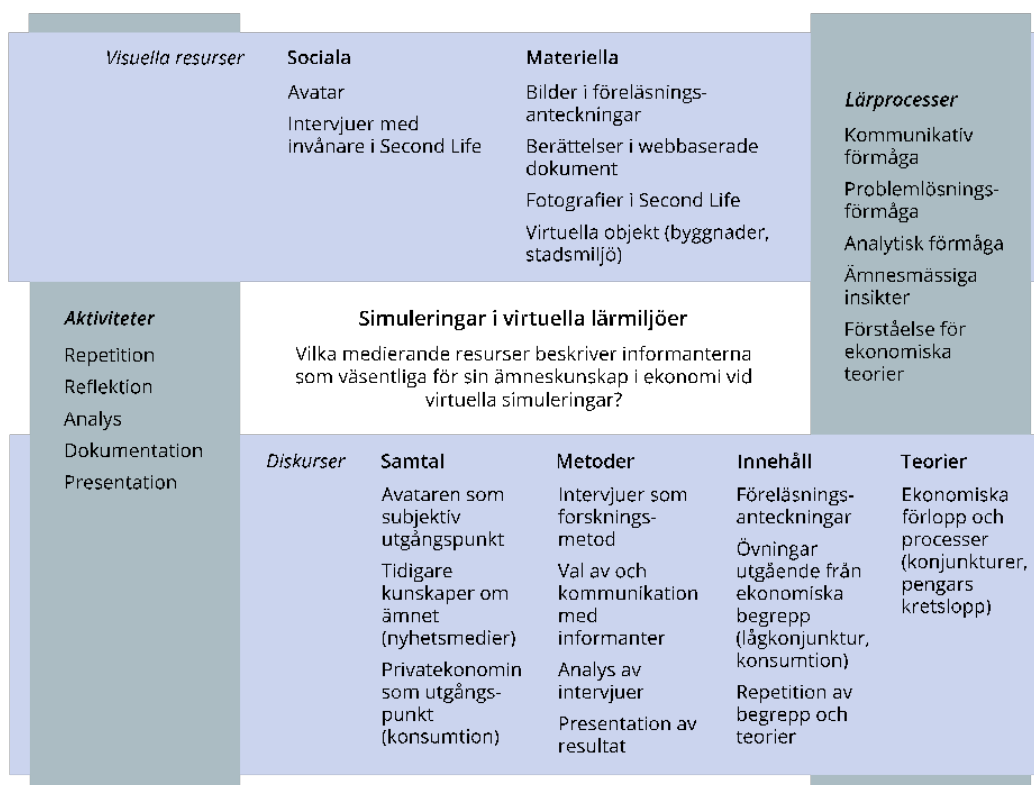 Visuella resurser
Sociala
Avatar
Intervjuer med
invånare i Second Life
Materiella
Bilder i föreläsnings-
anteckningar
Berättelser i webbaserade
dokument
Fotografier i Second Life
Virtuella objekt (byggnader,
stadsmiljö)
Lärprocesser
Kommunikativ
förmåga
Problemlösnings-
förmåga
Analytisk förmåga
Ämnesmässiga
insikter
Förståelse för
ekonomiska
teorier
Aktiviteter
Repetition
Reflektion
Analys
Dokumentation
Presentation
Simuleringar i virtuella lärmiljöer
Vilka medierande resurser beskriver informanterna
som väsentliga för sin ämneskunskap i ekonomi vid
virtuella simuleringar?
Diskurser
Samtal
Avataren som
subjektiv
utgångspunkt
Tidigare
kunskaper om
ämnet
(nyhetsmedier)
Privatekonomin
som utgångs-
punkt
(konsumtion)
Metoder
Intervjuer som
forsknings-
metod
Val av och
kommunikation
med
informanter
Analys av
intervjuer
Presentation av
resultat
Innehåll
Föreläsnings-
anteckningar
Övningar
utgående från
ekonomiska
begrepp
(lågkonjunktur,
konsumtion)
Repetition av
begrepp och
teorier
Teorier
Ekonomiska
förlopp och
processer
(konjunkturer,
pengars
kretslopp)